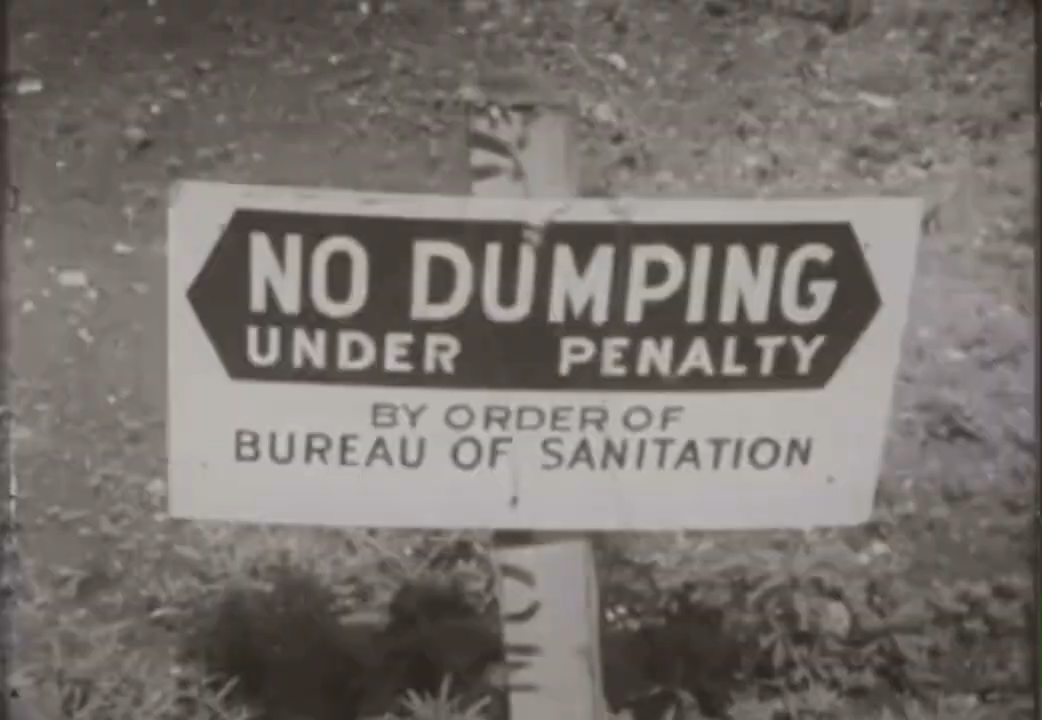 NO DUMPING
UNDER PENALTY
BY ORDER OF
BUREAU OF SANITATION